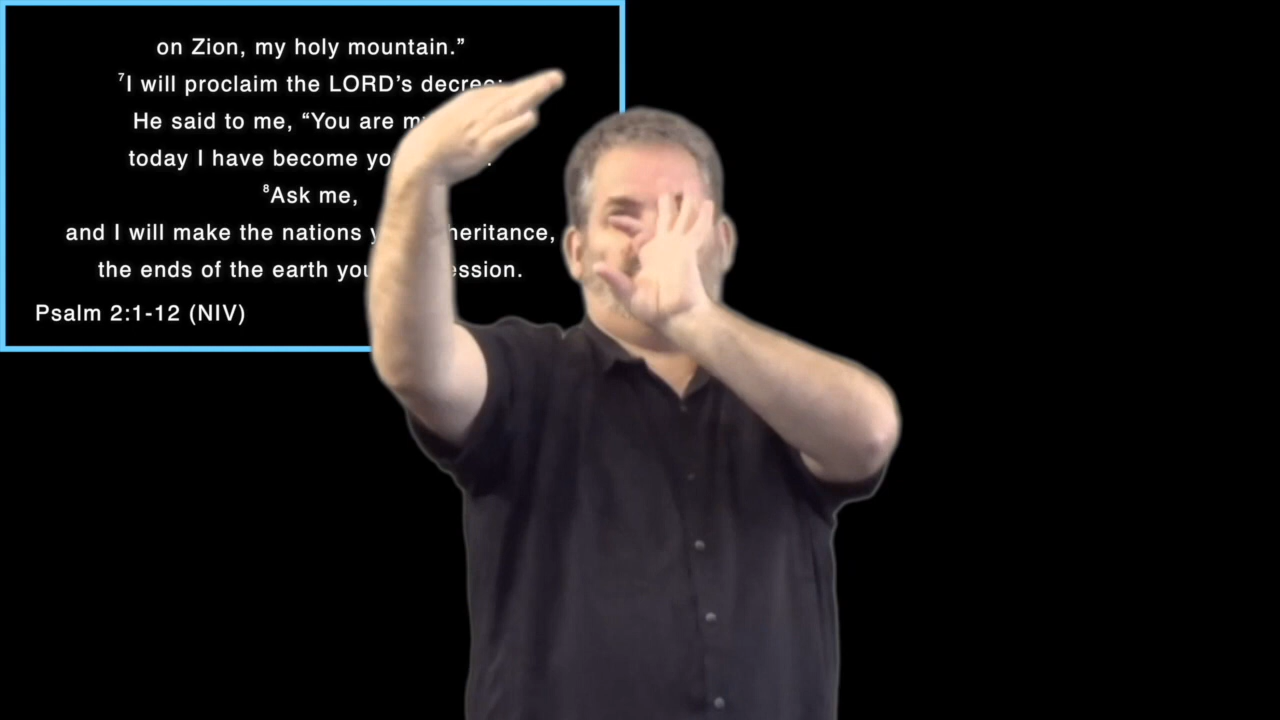 on Zion, my holy mountain.”
⁷I will proclaim the LORD’s decree:
He said to me, “You are
today I have become
⁸Ask me,
and I will make the nations
the ends of the earth
Psalm 2:1-12 (NIV)